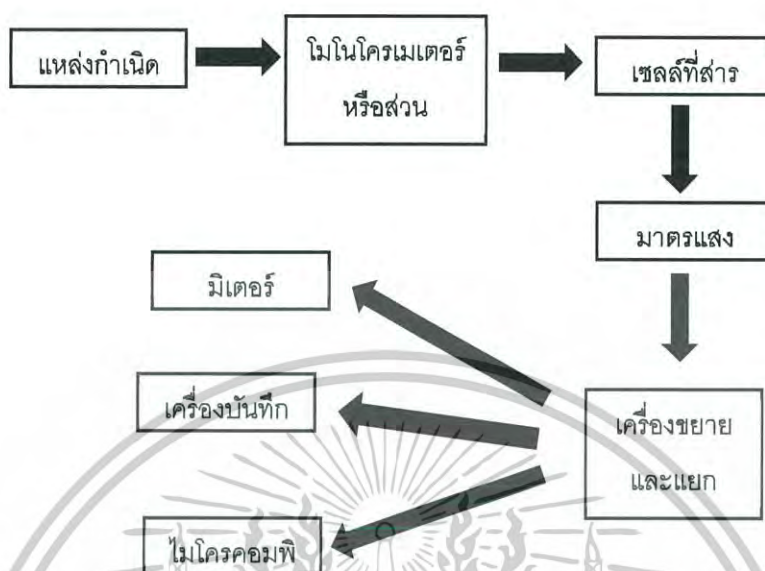 แหล่งกำเนิด
โมโนโครเมเตอร์
หรือส่วน
เซลล์ที่สาร
มาตรแสง
มิเตอร์
เครื่องบันทึก
เครื่องขยาย
และแยก
ไมโครคอมพิ